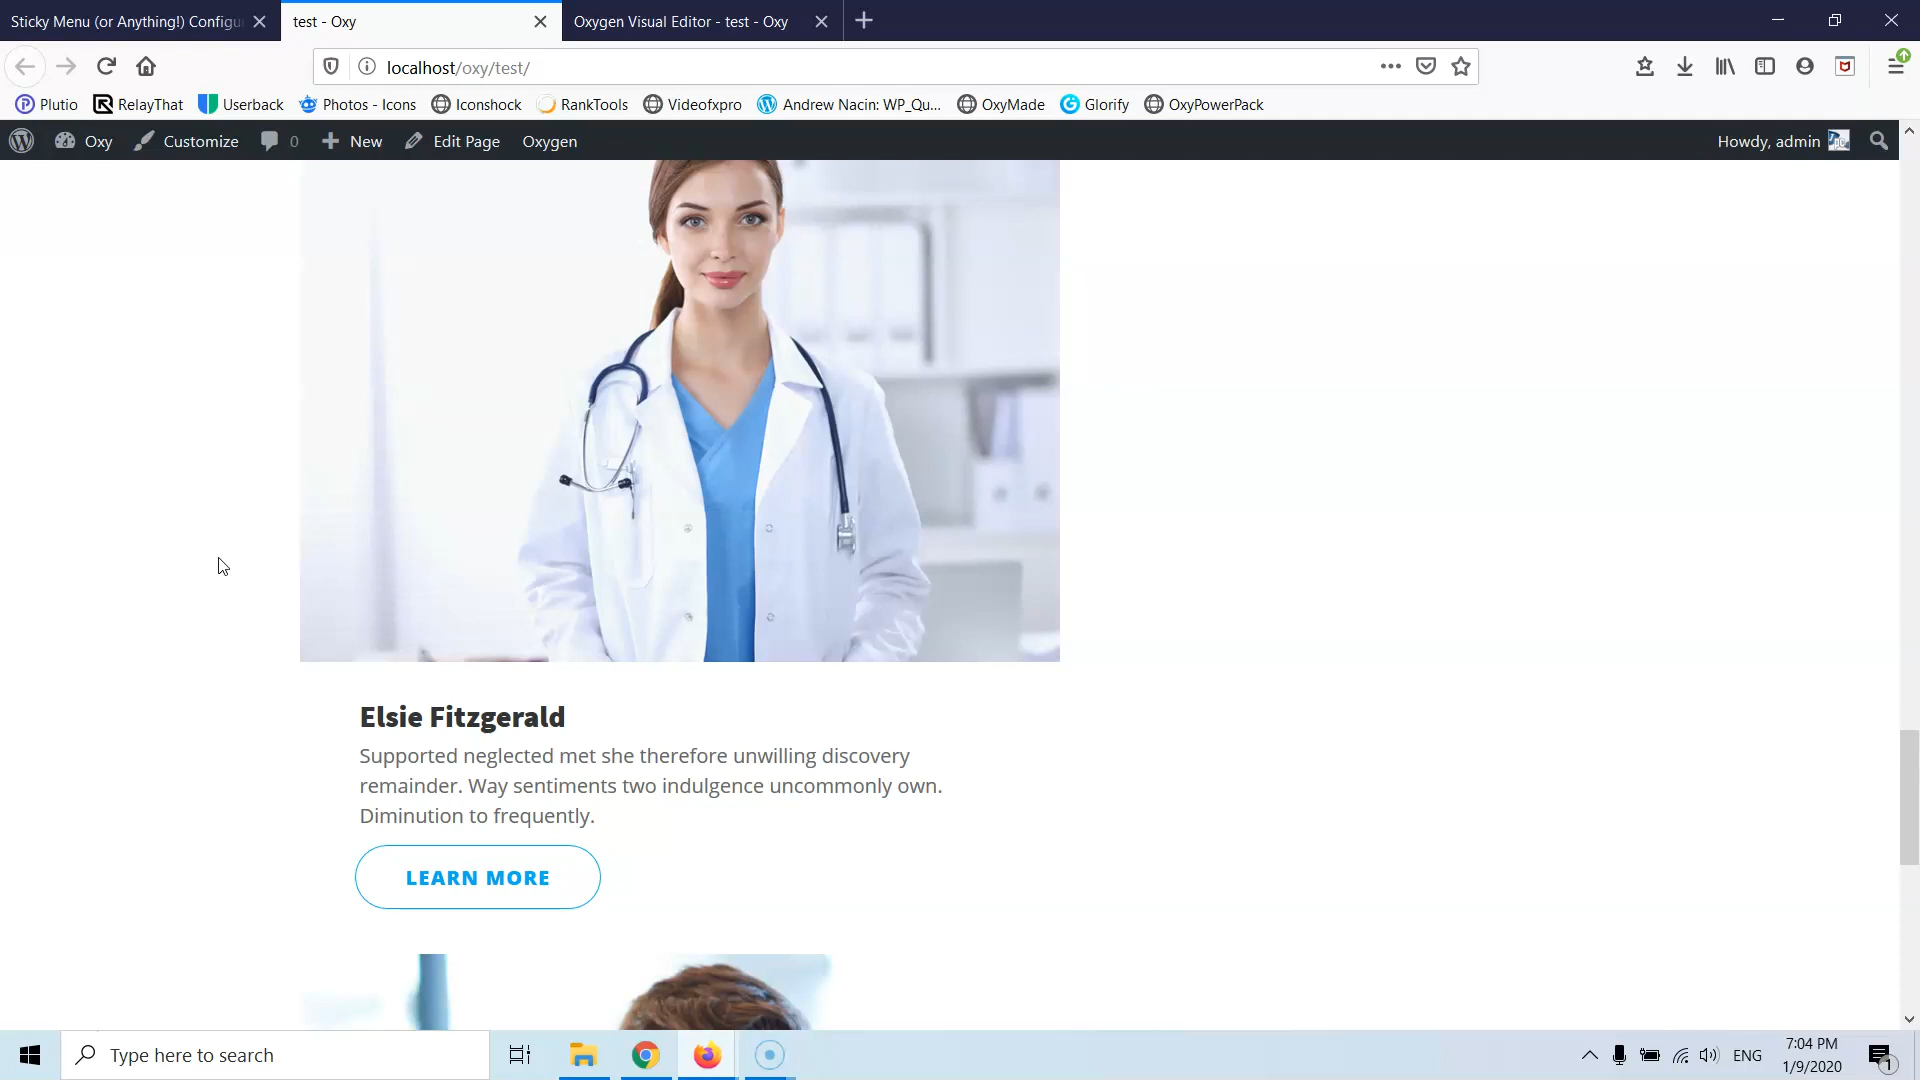 Sticky Menu (or Anything!) Configu
test - Oxy
Oxygen Visual Editor - test - Oxy
localhost/oxy/test/
Plutio
RelayThat
Userback
Photos - Icons
Iconshock
RankTools
Videofxpro
Andrew Nacin: WP_Qu...
OxyMade
Glorify
OxyPowerPack
Oxy
Customize
0
New
Edit Page
Oxygen
Howdy, admin
Elsie Fitzgerald
Supported neglected met she therefore unwilling discovery
remainder. Way sentiments two indulgence uncommonly own.
Diminution to frequently.
LEARN MORE
Type here to search
ENG
7:04 PM
1/9/2020
1